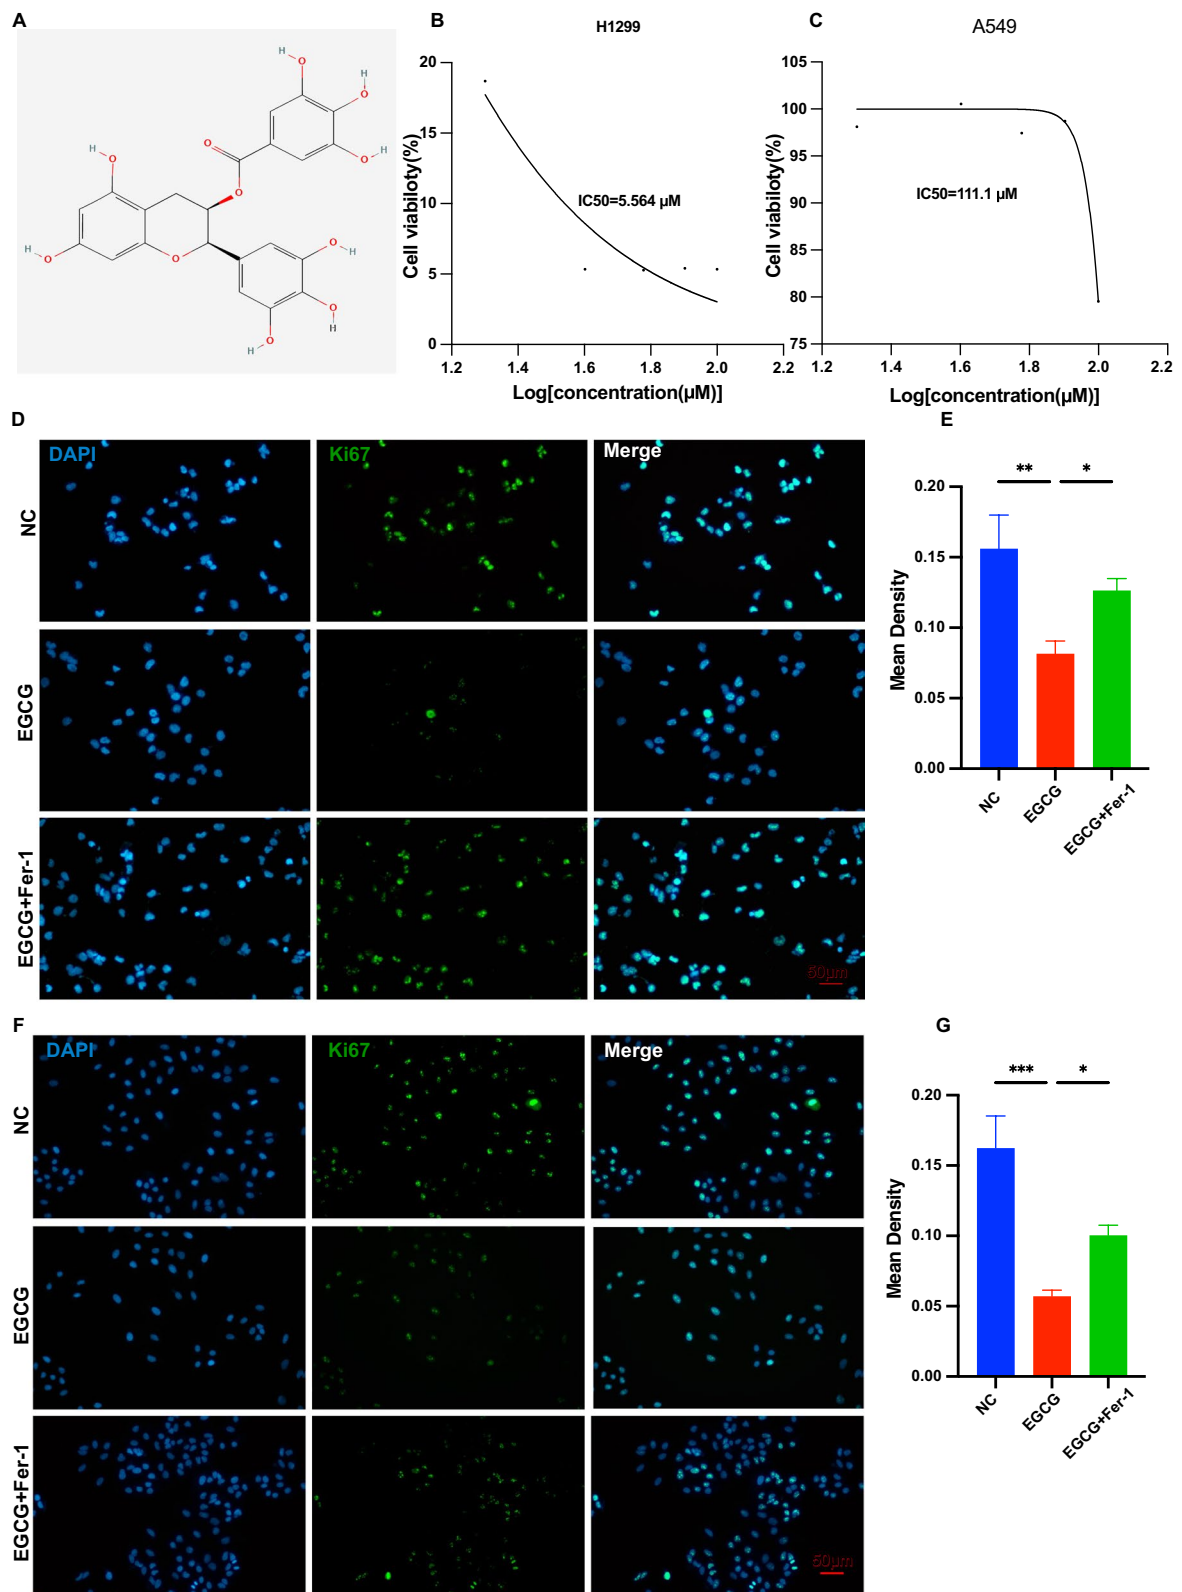 A
H
O
H
O
H
O
O
H
O
O
H
O
H
O
O
O
H
O
H
O
H
O
H
B
H1299
20
15
10
5
0
Cell viabiloty(%)
IC50=5.564 µM
1.2
1.4
1.6
1.8
2.0
2.2
Log[concentration(µM)]
C
A549
105
100
95
90
85
80
75
Cell viabiloty(%)
IC50=111.1 µM
1.2
1.4
1.6
1.8
2.0
2.2
Log[concentration(µM)]
D
DAPI
Ki67
Merge
NC
EGCG
EGCG+Fer-1
50µm
E
**
*
0.20
0.15
0.10
0.05
0.00
Mean Density
NC
EGCG
EGCG+Fer-1
F
DAPI
Ki67
Merge
NC
EGCG
EGCG+Fer-1
50µm
G
***
*
0.20
0.15
0.10
0.05
0.00
Mean Density
NC
EGCG
EGCG+Fer-1